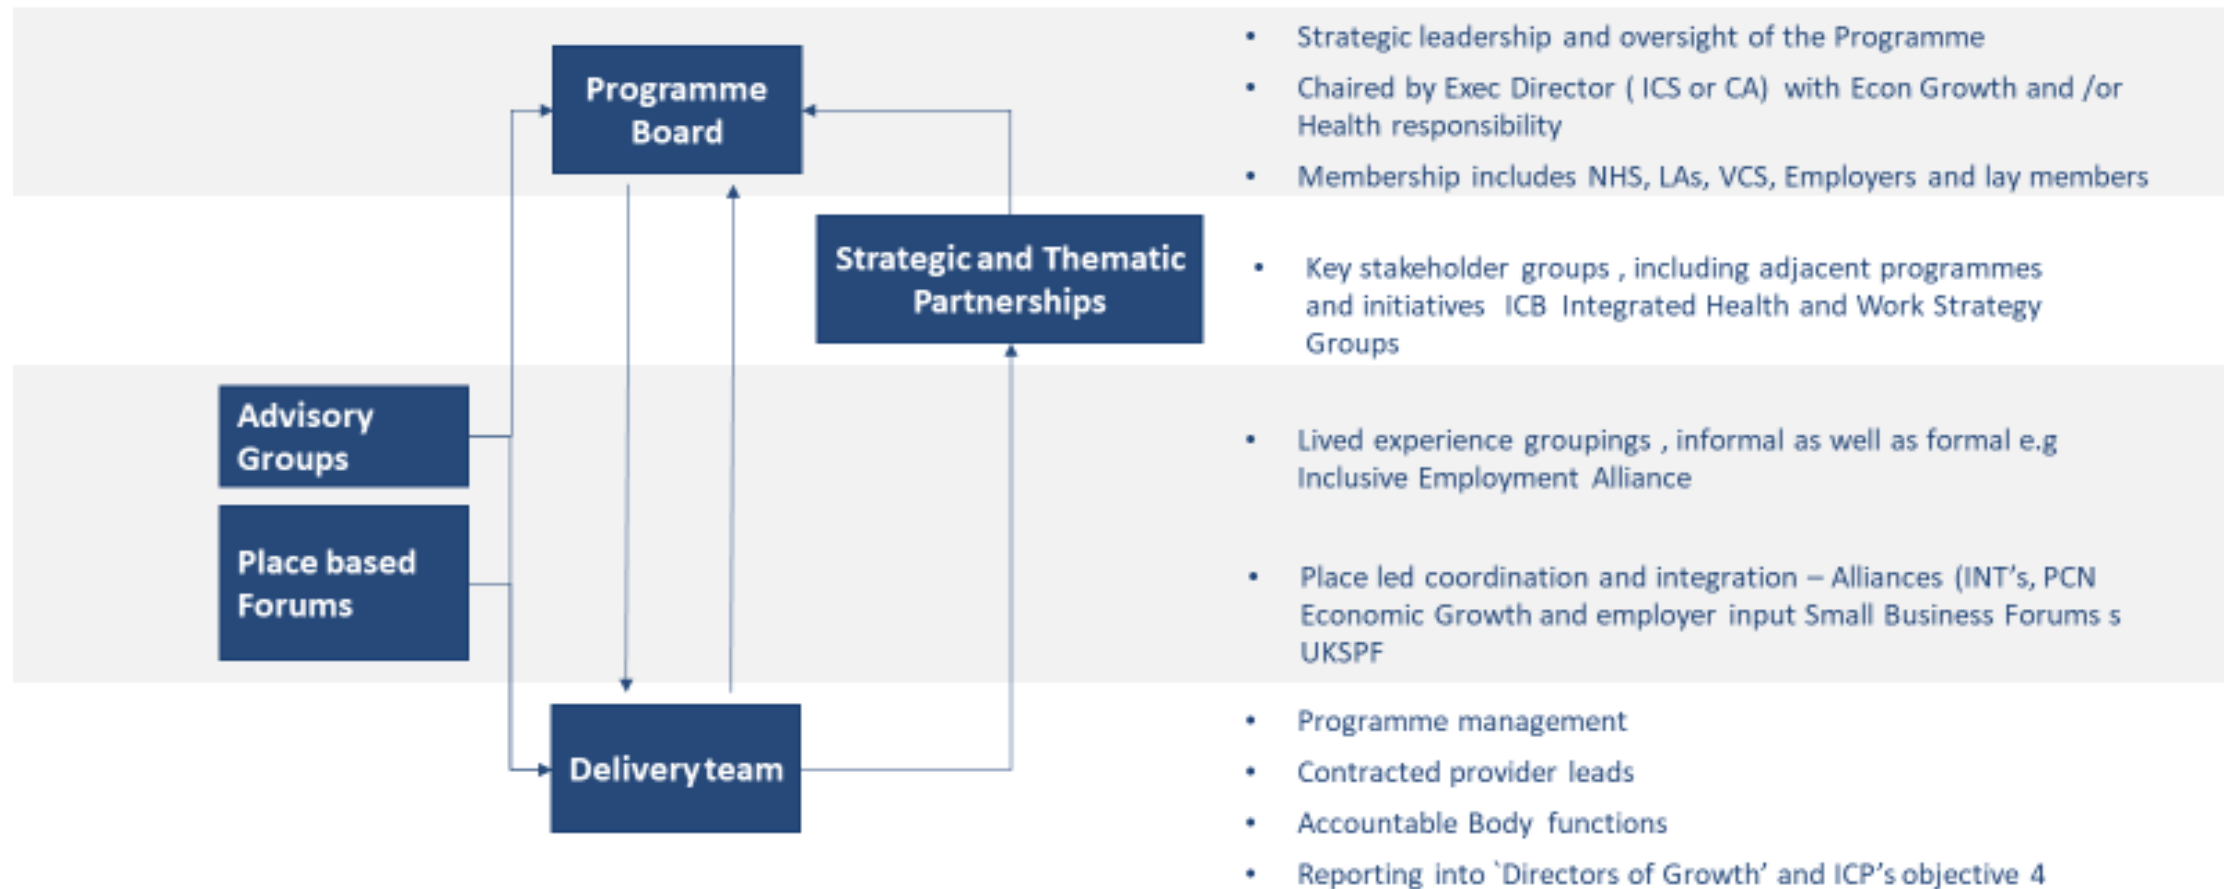 Programme
Board
• Strategic leadership and oversight of the Programme
• Chaired by Exec Director ( ICS or CA) with Econ Growth and /or
Health responsibility
• Membership includes NHS, LAs, VCS, Employers and lay members
Strategic and Thematic
Partnerships
• Key stakeholder groups , including adjacent programmes
and initiatives ICB Integrated Health and Work Strategy
Groups
Advisory
Groups
• Lived experience groupings , informal as well as formal e.g
Inclusive Employment Alliance
Place based
Forums
• Place led coordination and integration – Alliances (INT's, PCN
Economic Growth and employer input Small Business Forums s
UKSPF
Delivery team
• Programme management
• Contracted provider leads
• Accountable Body functions
• Reporting into `Directors of Growth' and ICP's objective 4